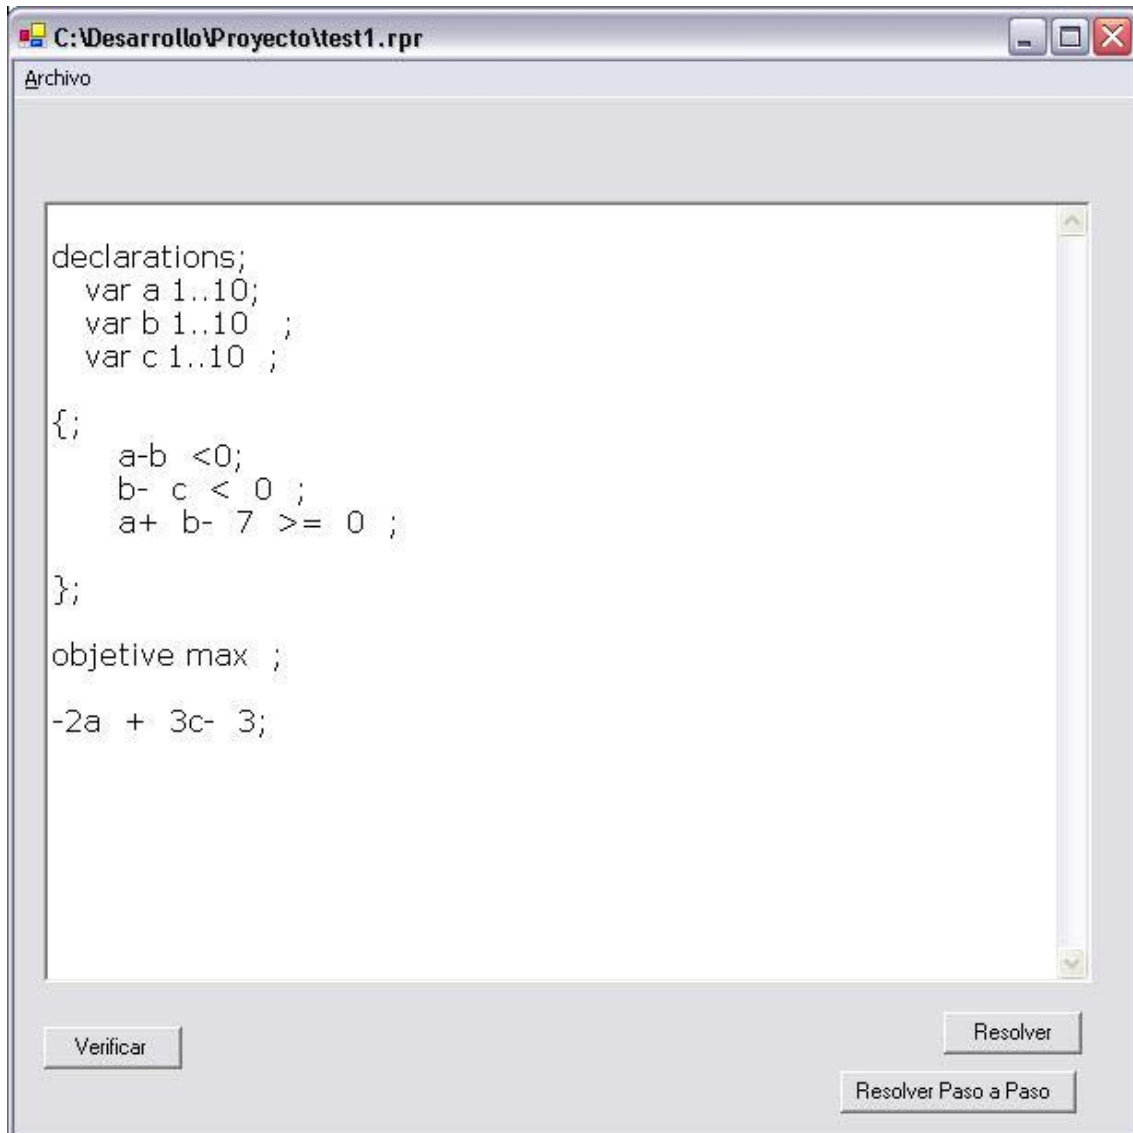 C:\Desarrollo\Proyecto\test1.rpr
Archivo
declarations;
var a 1..10;
var b 1..10 ;
var c 1..10 ;
{;
a-b <0;
b- c < 0 ;
a+ b- 7 >= 0 ;
};
objetive max ;
-2a + 3c- 3;
Verificar
Resolver
Resolver Paso a Paso